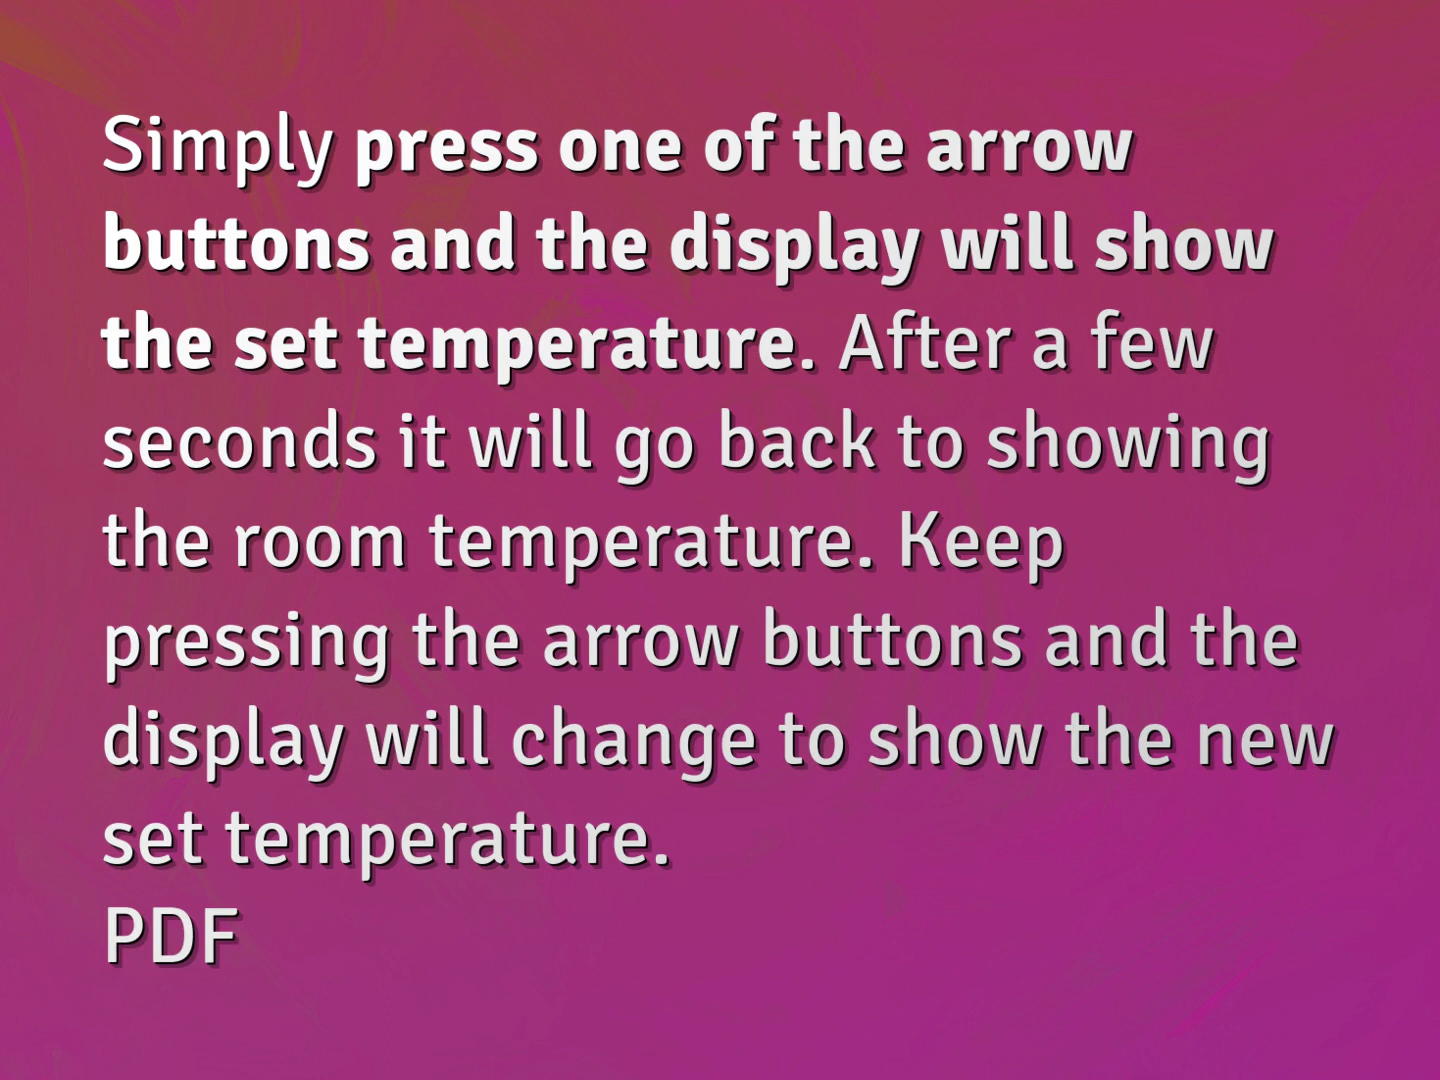 Simply press one of the arrow
buttons and the display will show
the set temperature. After a few
seconds it will go back to showing
the room temperature. Keep
pressing the arrow buttons and the
display will change to show the new
set temperature.
PDF